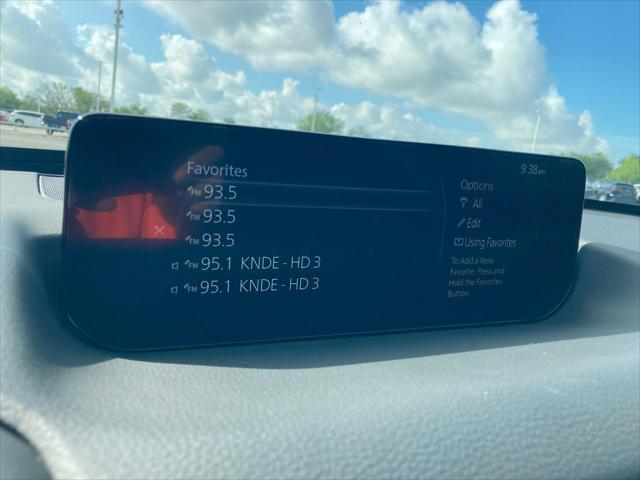 9:38 am
Favorites
FM 93.5
FM 93.5
FM 93.5
FM 95.1 KNDE - HD 3
FM 95.1 KNDE - HD 3
Options
: All
Edit
Using Favorites
To Add a New
Favorite, Press and
Hold the Favorites
Button.